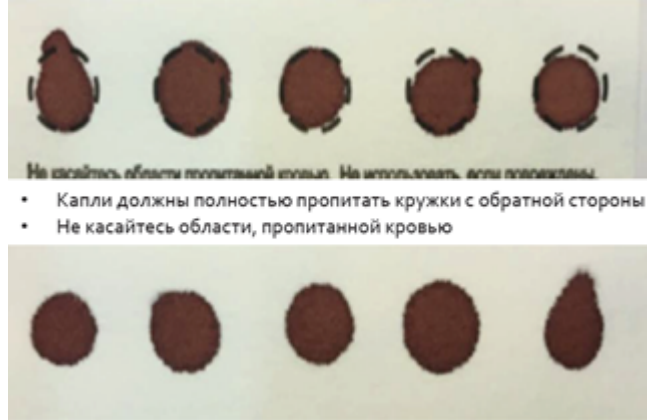 Не касайтесь области пропитанной кровью. Не использовать, если повреждены.
• Капли должны полностью пропитать кружки с обратной стороны
• Не касайтесь области, пропитанной кровью